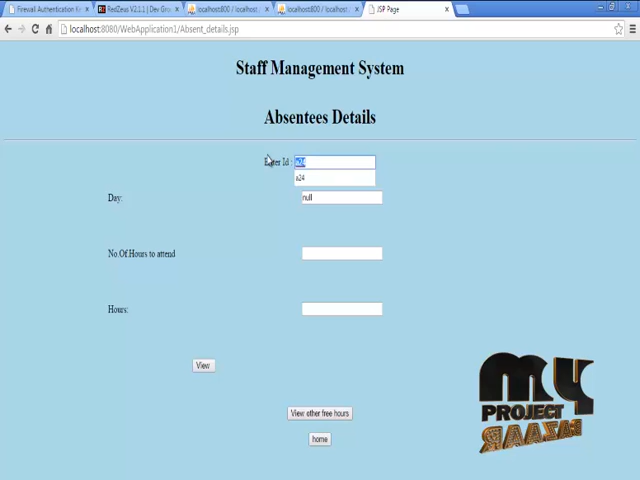 Firewall Authentication K
RedZeus V2.1.1 | Dev Gro
localhost:800 / localhost
localhost:800 / localhost
JSP Page
localhost:8080/WebApplication1/Absent_details.jsp
Staff Management System
Absentees Details
Enter Id : a24
a24
Day: null
No.Of.Hours to attend
Hours:
View
View other free hours
home
MY
PROJECT
BAZAAR